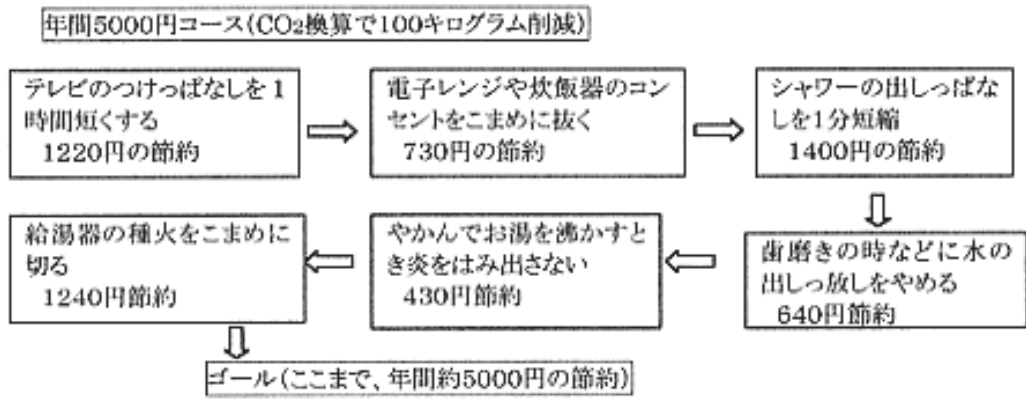 年間5000円コース(CO₂換算で100キログラム削減)
テレビのつけっぱなしを1
時間短くする
1220円の節約
電子レンジや炊飯器のコン
セントをこまめに抜く
730円の節約
シャワーの出しっぱな
しを1分短縮
1400円の節約
歯磨きの時などに水の
出しっ放しをやめる
640円節約
やかんでお湯を沸かすと
き炎をはみ出さない
430円節約
給湯器の種火をこまめに
切る
1240円節約
ゴール(ここまで、年間約5000円の節約)